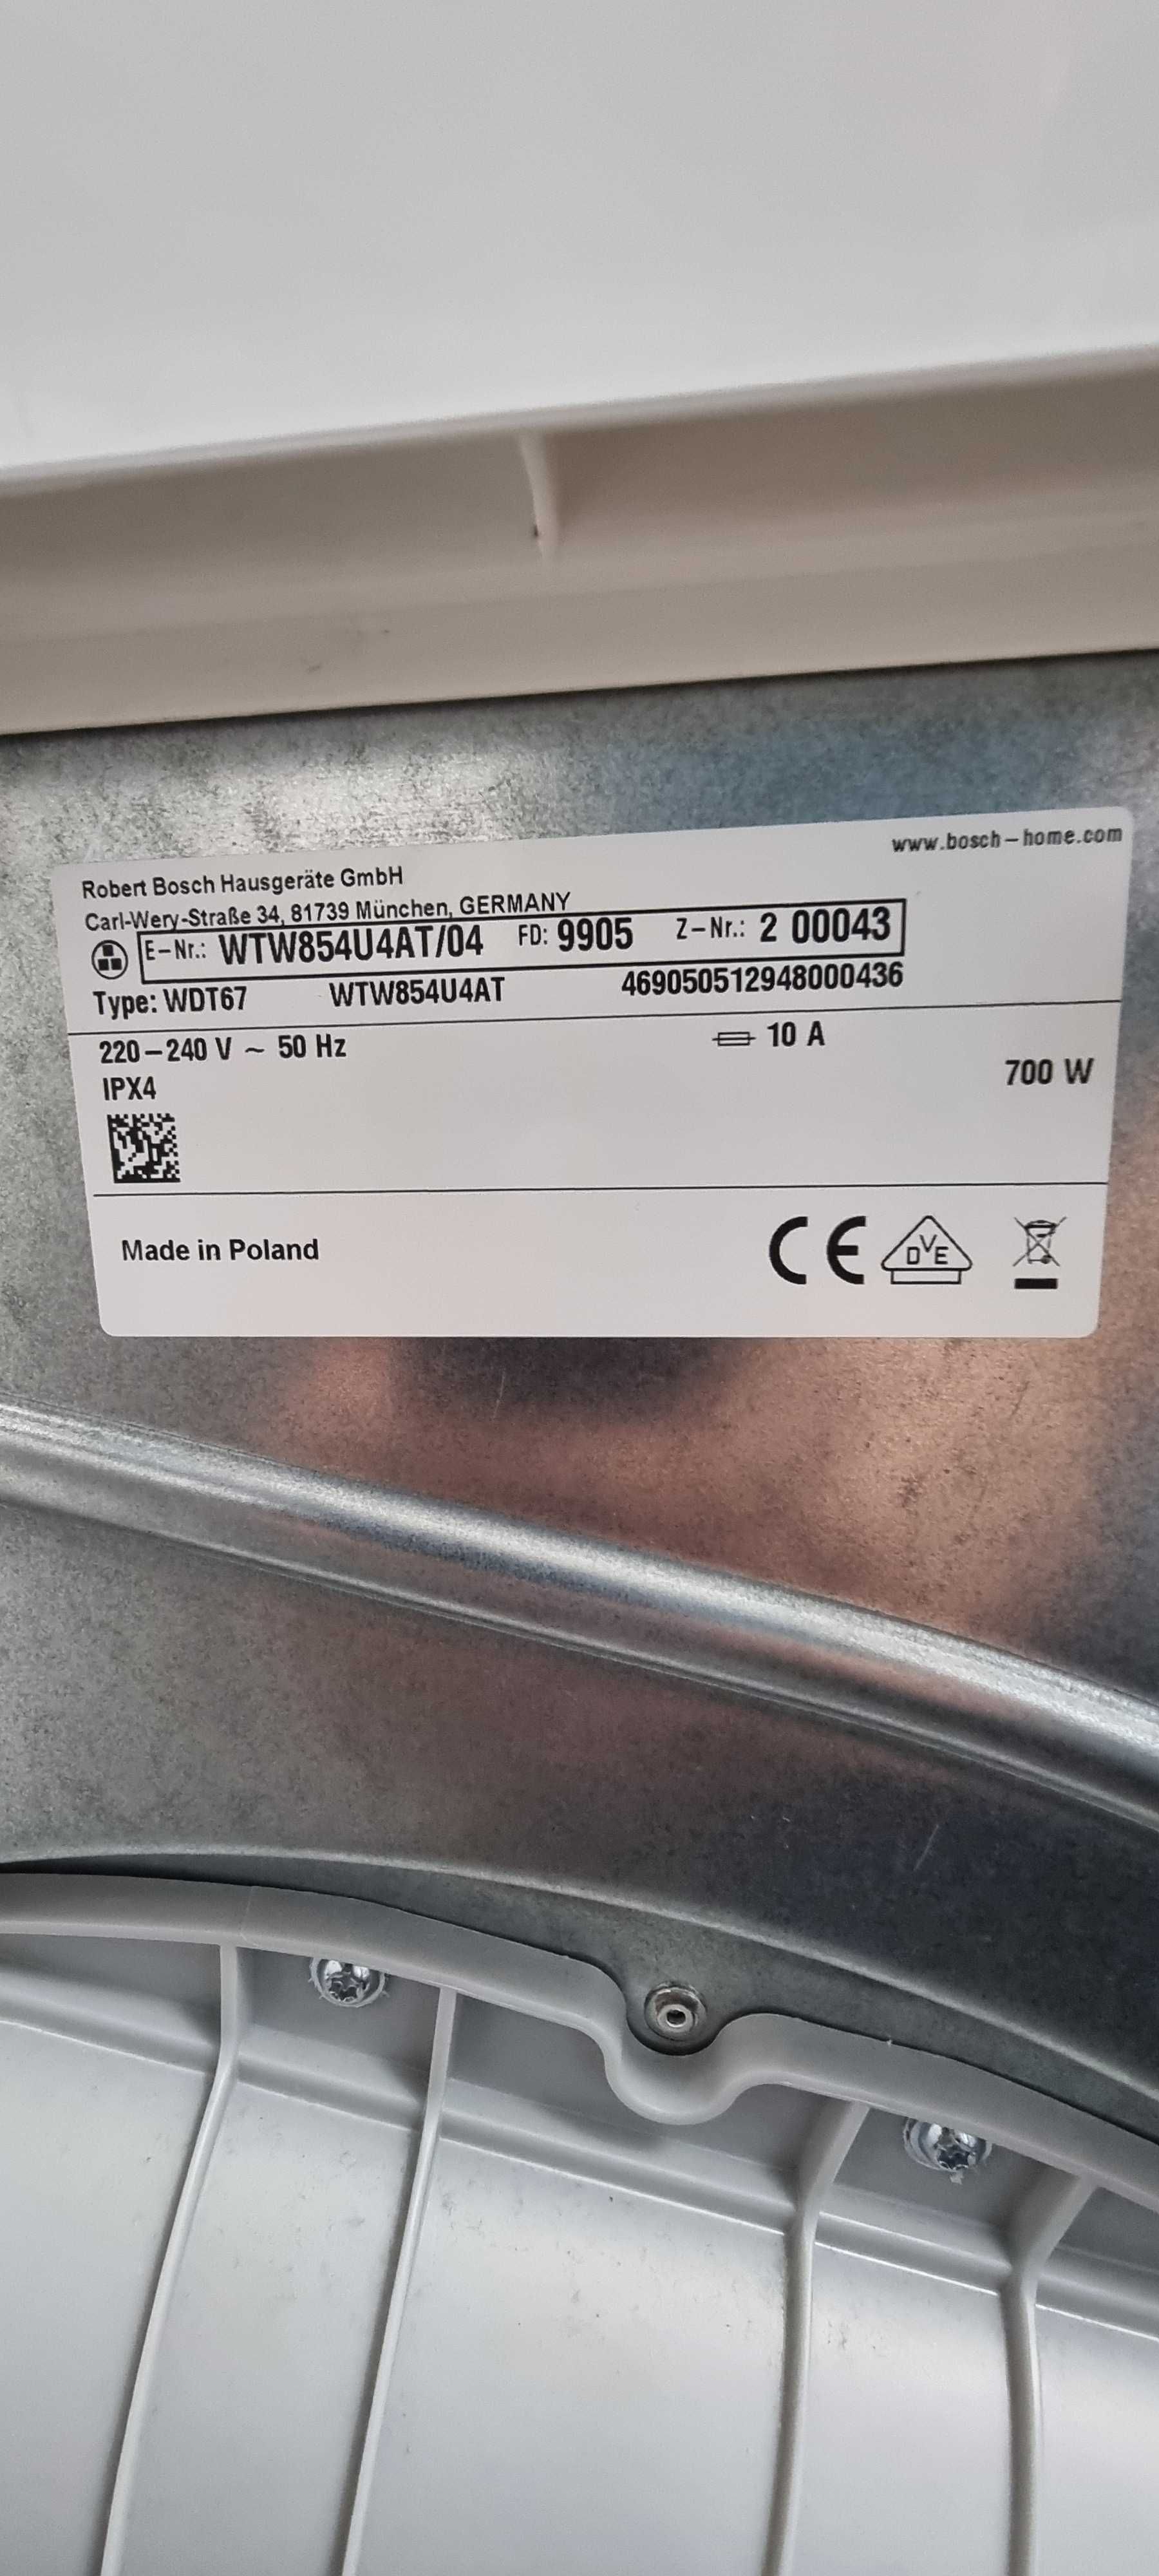 www.bosch-home.com
Robert Bosch Hausgeräte GmbH
Carl-Wery-Straße 34, 81739 München, GERMANY
E-Nr.: WTW854U4AT/04 FD: 9905 Z-Nr.: 2 00043
Type: WDT67 WTW854U4AT 469050512948000436
220-240 V ~ 50 Hz 10 A
700 W
IPX4
Made in Poland CE DVE